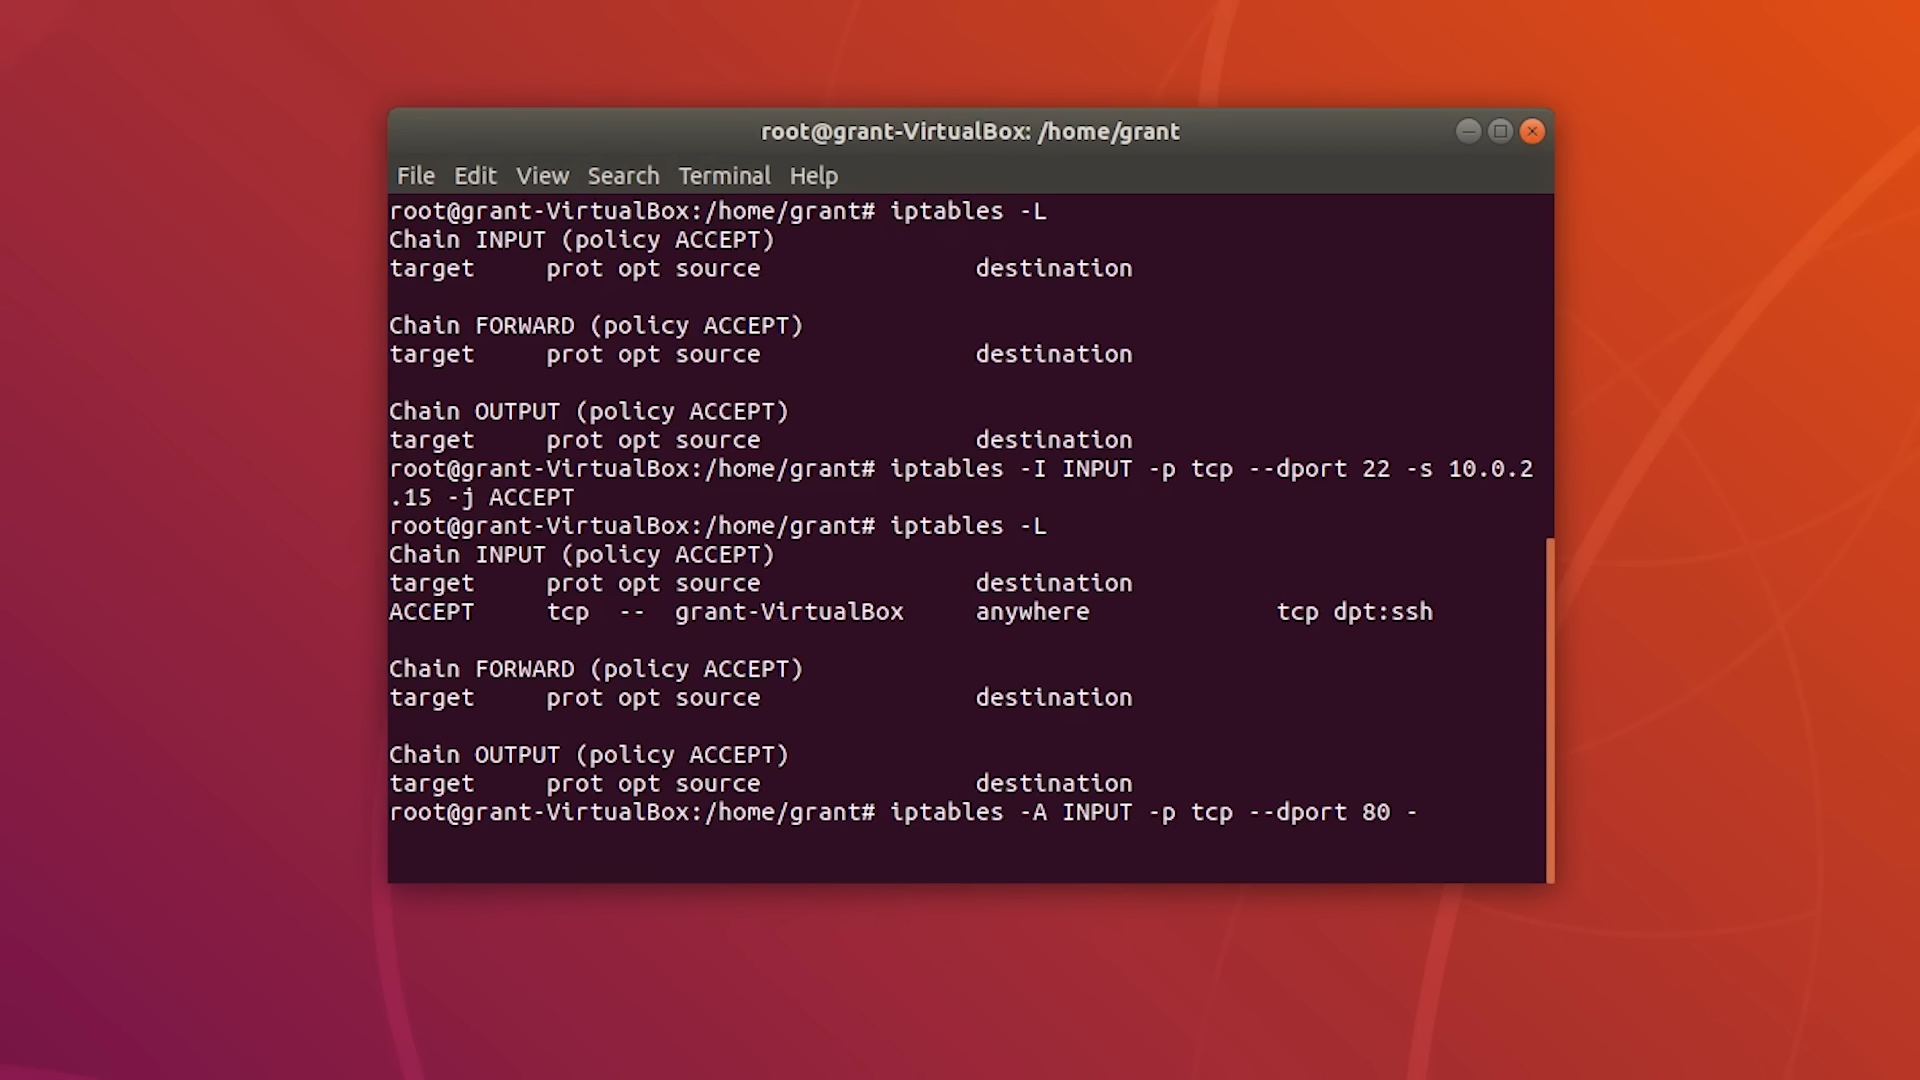 root@grant-VirtualBox: /home/grant
File Edit View Search Terminal Help
root@grant-VirtualBox:/home/grant# iptables -L
Chain INPUT (policy ACCEPT)
target     prot opt source               destination

Chain FORWARD (policy ACCEPT)
target     prot opt source               destination

Chain OUTPUT (policy ACCEPT)
target     prot opt source               destination
root@grant-VirtualBox:/home/grant# iptables -I INPUT -p tcp --dport 22 -s 10.0.2
.15 -j ACCEPT
root@grant-VirtualBox:/home/grant# iptables -L
Chain INPUT (policy ACCEPT)
target     prot opt source               destination
ACCEPT     tcp  --  grant-VirtualBox     anywhere             tcp dpt:ssh

Chain FORWARD (policy ACCEPT)
target     prot opt source               destination

Chain OUTPUT (policy ACCEPT)
target     prot opt source               destination
root@grant-VirtualBox:/home/grant# iptables -A INPUT -p tcp --dport 80 -